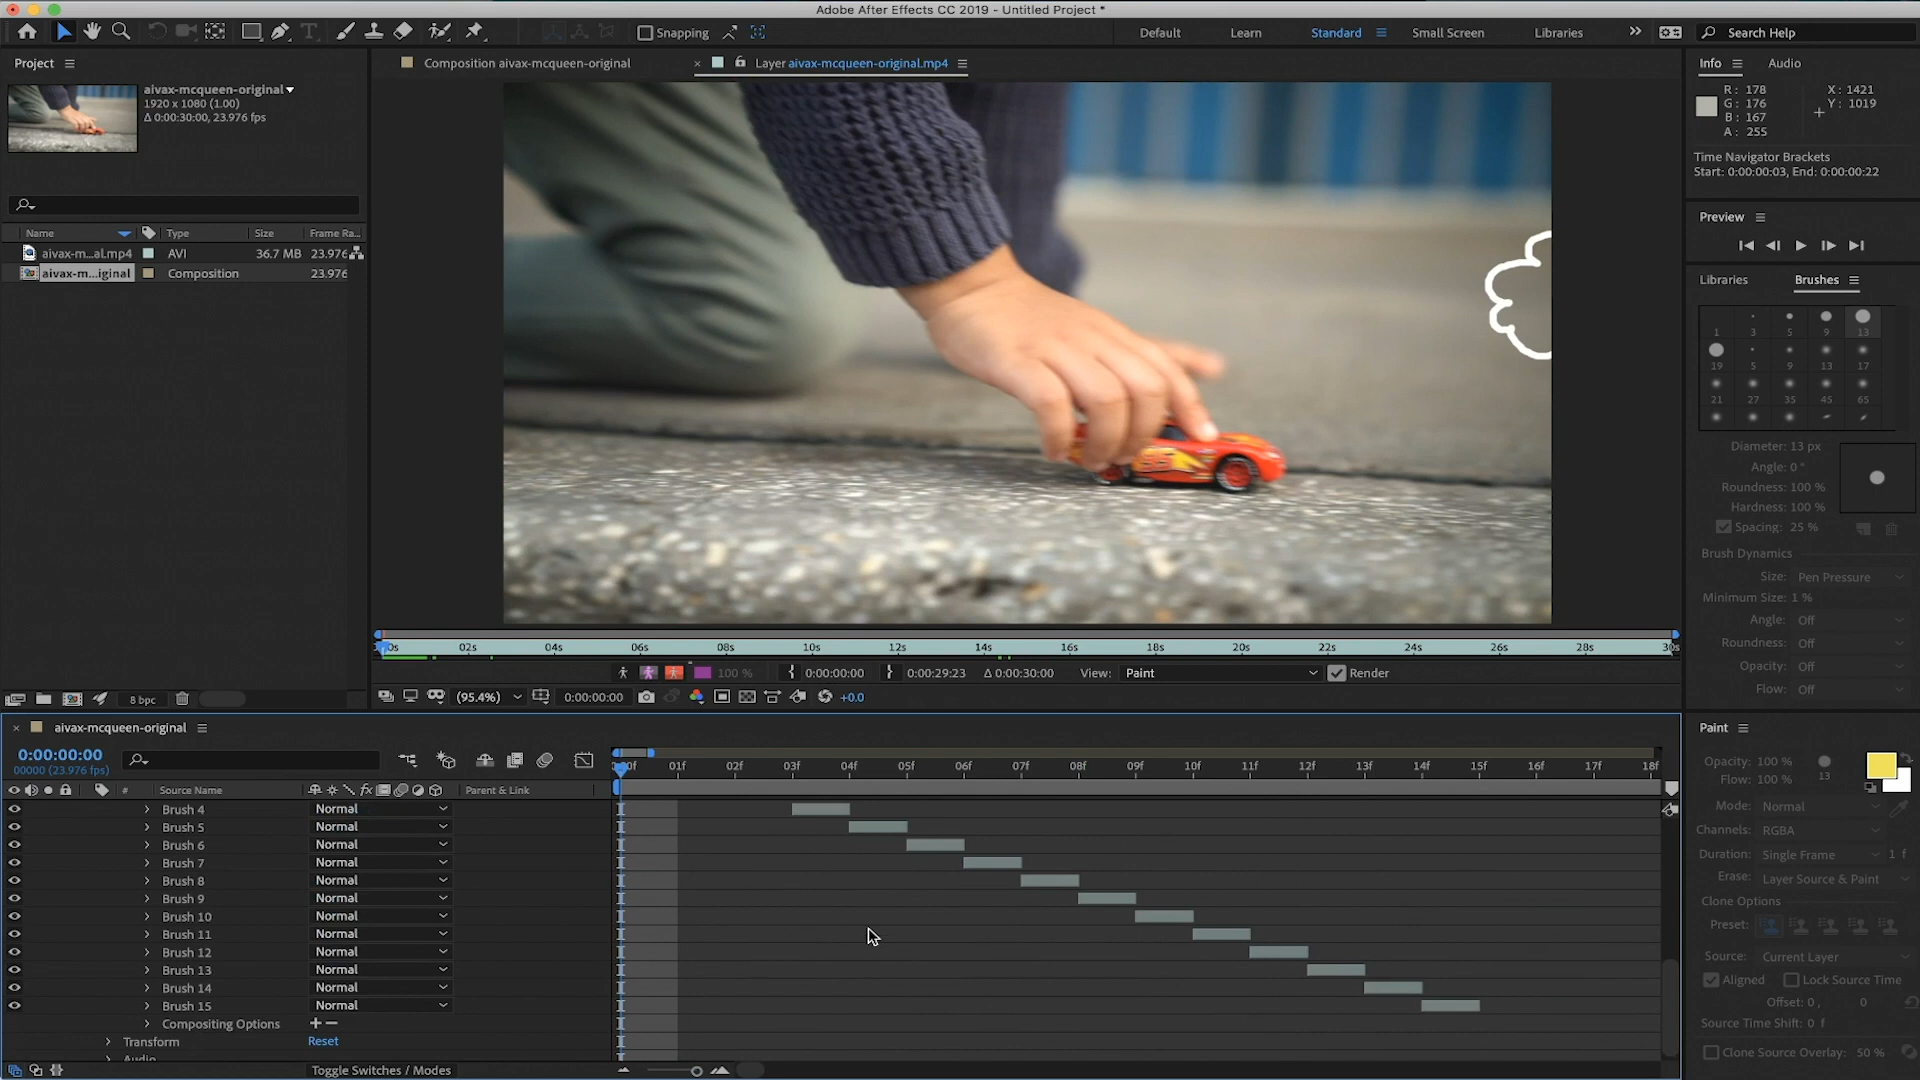 Adobe After Effects CC 2019 - Untitled Project *
Snapping
Default
Learn
Standard
Small Screen
Libraries
Search Help
Project
aivax-mcqueen-original
1920 x 1080 (1.00)
Δ 0:00:30:00, 23.976 fps
Name Type Size Frame Ra...
aivax-m...al.mp4 AVI 36.7 MB 23.976
aivax-m...iginal Composition 23.976
8 bpc
Composition aivax-mcqueen-original
Layer aivax-mcqueen-original.mp4
02s 04s 06s 08s 10s 12s 14s 16s 18s 20s 22s 24s 26s 28s 30s
100 % 0:00:00:00 0:00:29:23 Δ 0:00:30:00 View: Paint Render
(95.4%) 0:00:00:00 +0.0
Info Audio
R: 178 X: 1421
G: 176 Y: 1019
B: 167
A: 255
Time Navigator Brackets
Start: 0:00:00:03, End: 0:00:00:22
Preview
Libraries Brushes
1 3 5 9 13
19 5 9 13 17
21 27 35 45 65
Diameter: 13 px
Angle: 0 °
Roundness: 100 %
Hardness: 100 %
Spacing: 25 %
Brush Dynamics
Size: Pen Pressure
Minimum Size: 1 %
Angle: Off
Roundness: Off
Opacity: Off
Flow: Off
aivax-mcqueen-original
0:00:00:00
00000 (23.976 fps)
# Source Name fx Parent & Link
01f 02f 03f 04f 05f 06f 07f 08f 09f 10f 11f 12f 13f 14f 15f 16f 17f 18f
Brush 4 Normal
Brush 5 Normal
Brush 6 Normal
Brush 7 Normal
Brush 8 Normal
Brush 9 Normal
Brush 10 Normal
Brush 11 Normal
Brush 12 Normal
Brush 13 Normal
Brush 14 Normal
Brush 15 Normal
Compositing Options + −
Transform Reset
Audio
Toggle Switches / Modes
Paint
Opacity: 100 %
Flow: 100 % 13
Mode: Normal
Channels: RGBA
Duration: Single Frame 1 f
Erase: Layer Source & Paint
Clone Options
Preset:
Source: Current Layer
Aligned Lock Source Time
Offset: 0 , 0
Source Time Shift: 0 f
Clone Source Overlay: 50 %